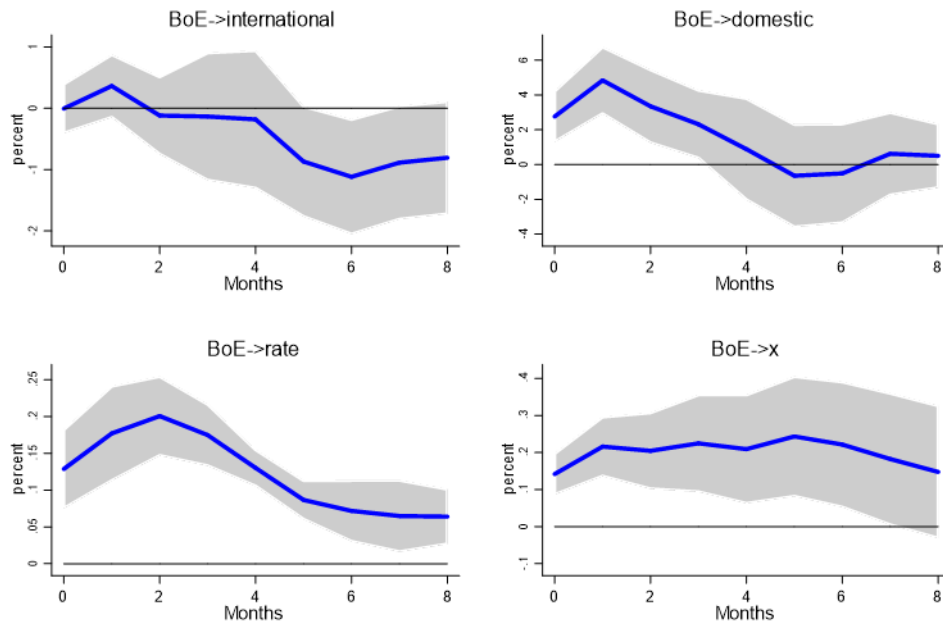 BoE->international
percent
1
0
-.1
-.2
0 2 4 6 8
Months
BoE->domestic
percent
6
4
2
0
-2
-4
0 2 4 6 8
Months
BoE->rate
percent
.25
.2
.15
.1
.05
0
0 2 4 6 8
Months
BoE->x
percent
.4
.3
.2
.1
0
-.1
0 2 4 6 8
Months